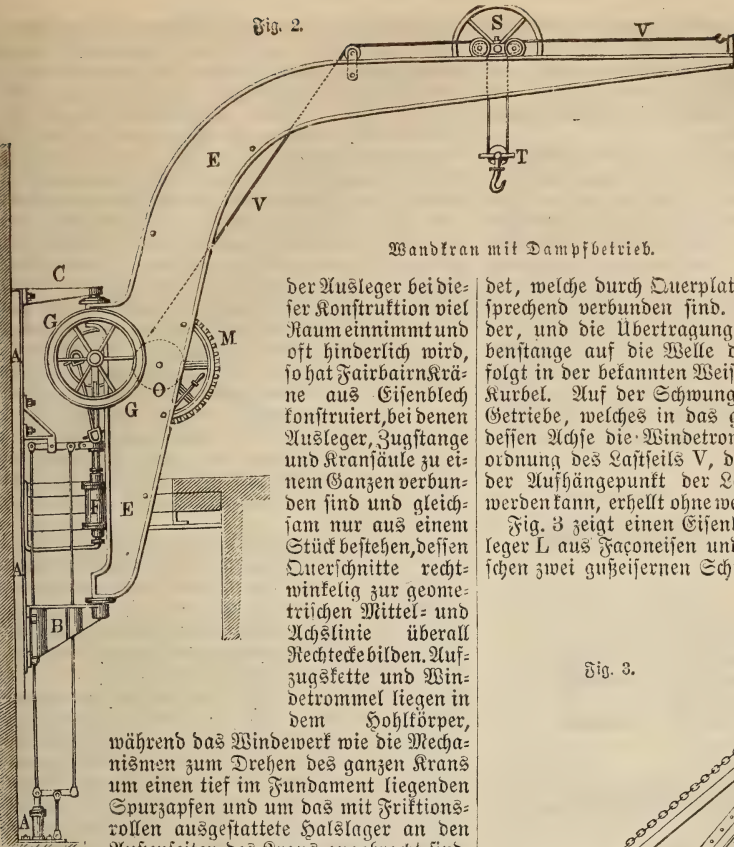 Fig. 2.
S
V
E
T
V
C
G
M
A
G
O
F
E
A
B
A
Wandkran mit Dampfbetrieb.
der Ausleger bei die-
ser Konstruktion viel
Raum einnimmt und
oft hinderlich wird,
so hat Fairbairn Krä-
ne aus Eisenblech
konstruiert, bei denen
Ausleger, Zugstange
und Kransäule zu ei-
nem Ganzen verbun-
den sind und gleich-
sam nur aus einem
Stück bestehen, dessen
Querschnitte recht-
winkelig zur geome-
trischen Mittel- und
Achslinie überall
Rechtecke bilden. Auf-
zugskette und Win-
detrommel liegen in
dem Hohlkörper,
während das Windewerk wie die Mecha-
nismen zum Drehen des ganzen Krans
um einen tief im Fundament liegenden
Spurzapfen und um das mit Friktions-
rollen ausgestattete Halslager an den
det, welche durch Querplat
sprechend verbunden sind.
der, und die Übertragung
benstange auf die Welle d
folgt in der bekannten Weis
Kurbel. Auf der Schwung
Getriebe, welches in das g
dessen Achse die Windetrom
ordnung des Lastseils V, d
der Aufhängepunkt der L
werden kann, erhellt ohne we
Fig. 3 zeigt einen Eisenb
leger L aus Façoneisen und
schen zwei gußeisernen Sch
Fig. 3.